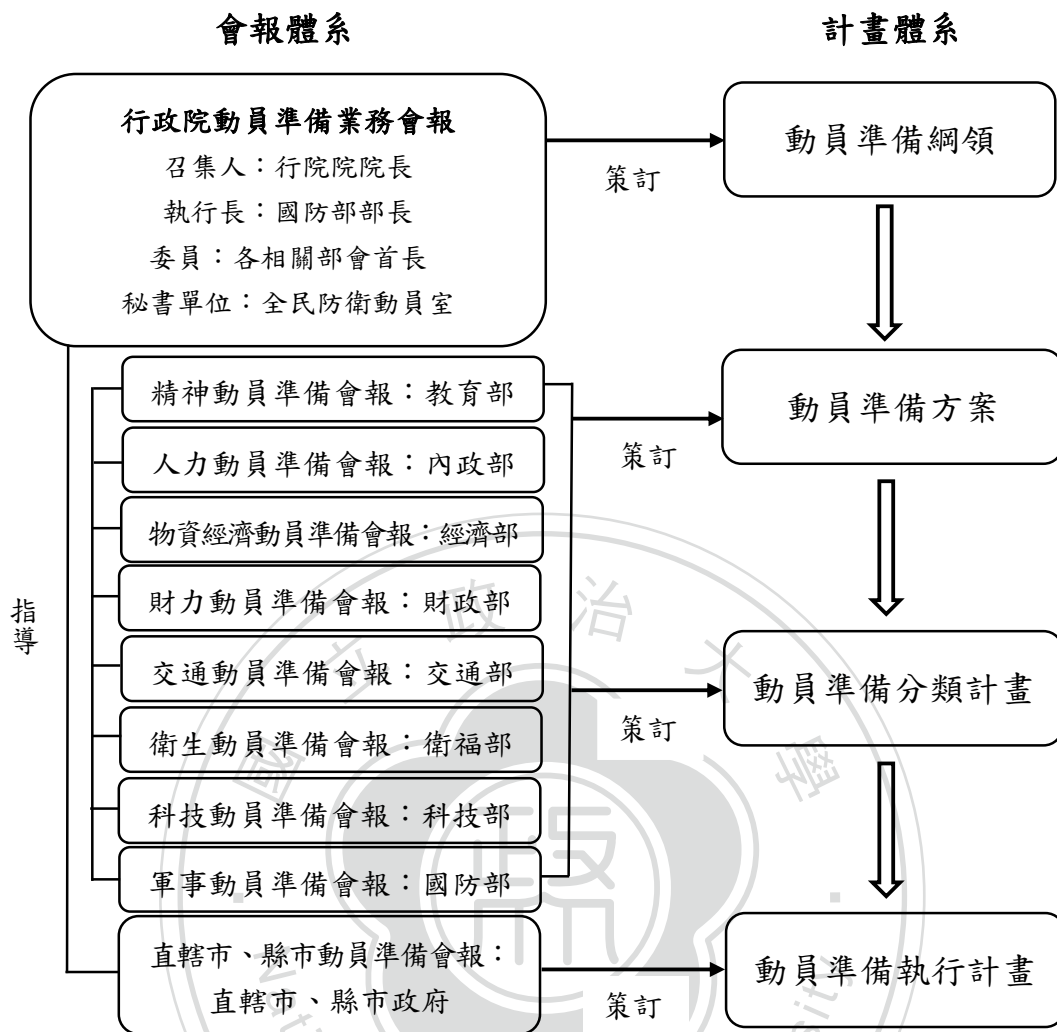 會報體系
計畫體系
行政院動員準備業務會報
召集人：行院院院長
執行長：國防部部長
委員：各相關部會首長
秘書單位：全民防衛動員室
策訂
動員準備綱領
指導
精神動員準備會報：教育部
人力動員準備會報：內政部
物資經濟動員準備會報：經濟部
財力動員準備會報：財政部
交通動員準備會報：交通部
衛生動員準備會報：衛福部
科技動員準備會報：科技部
軍事動員準備會報：國防部
策訂
動員準備方案
策訂
動員準備分類計畫
直轄市、縣市動員準備會報：
直轄市、縣市政府
策訂
動員準備執行計畫
國立政治大學